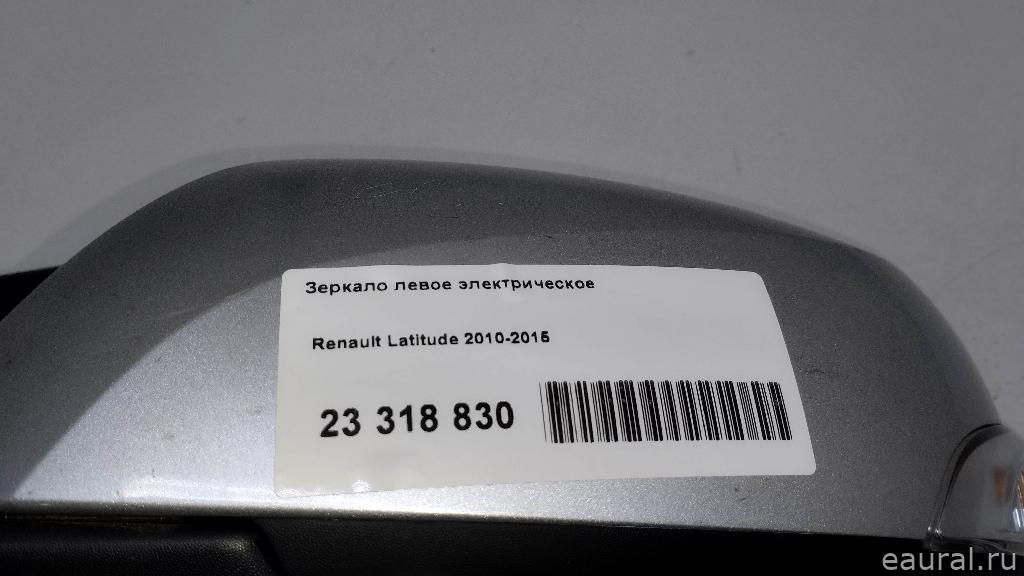 Зеркало левое электрическое
Renault Latitude 2010-2015
23 318 830
eaural.ru